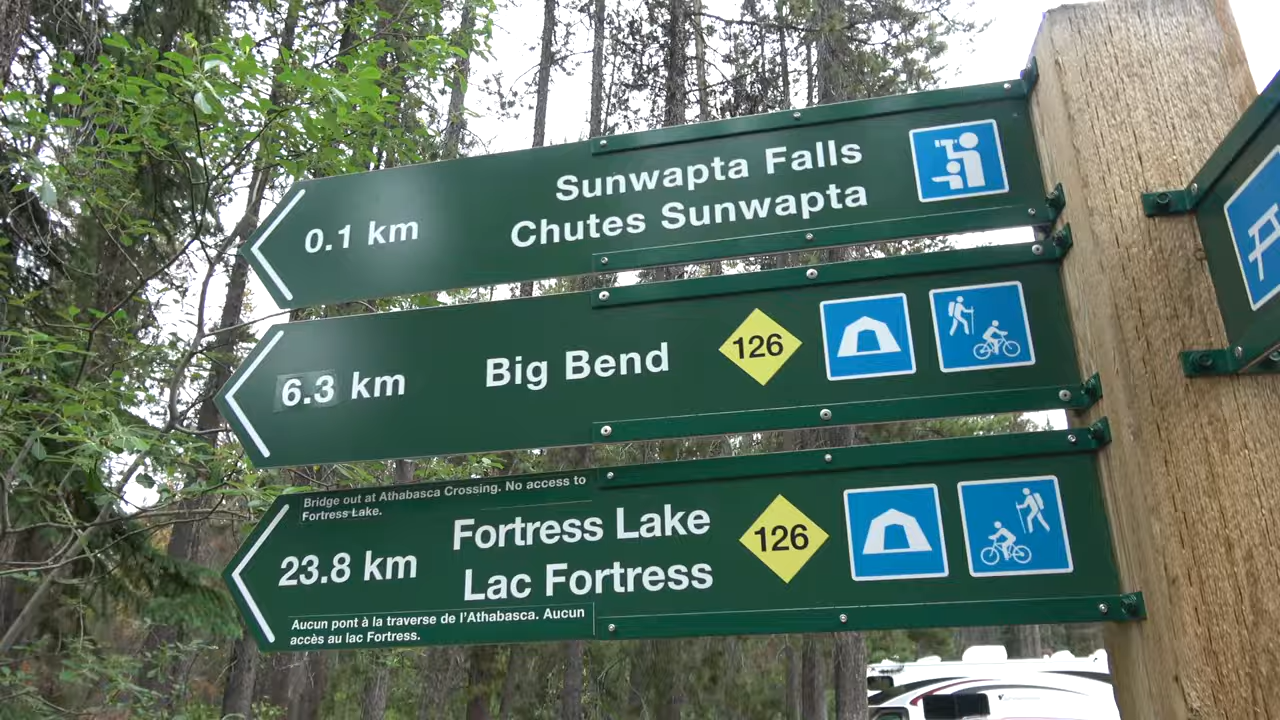 Sunwapta Falls
Chutes Sunwapta
0.1 km
6.3 km
Big Bend
126
Bridge out at Athabasca Crossing. No access to
Fortress Lake.
23.8 km
Fortress Lake
Lac Fortress
126
Aucun pont à la traverse de l'Athabasca. Aucun
accès au lac Fortress.